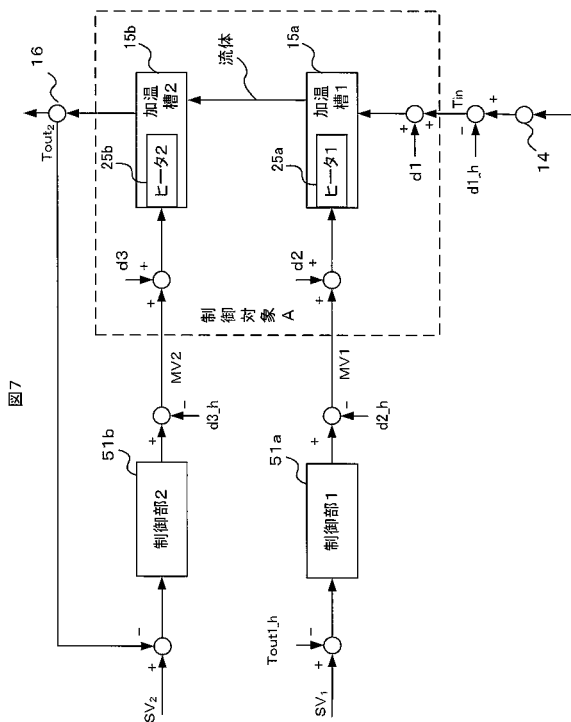 図7
SV₂
+
-
制御部2
51b
+
-
d3_h
MV2
d3
+
+
ヒータ2
25b
加温槽2
15b
Tout₂
16
流体
SV₁
+
-
Tout1_h
制御部1
51a
+
-
d2_h
MV1
d2
+
+
ヒータ1
25a
加温槽1
15a
制御対象A
d1
+
+
Tin
-
d1_h
+
14